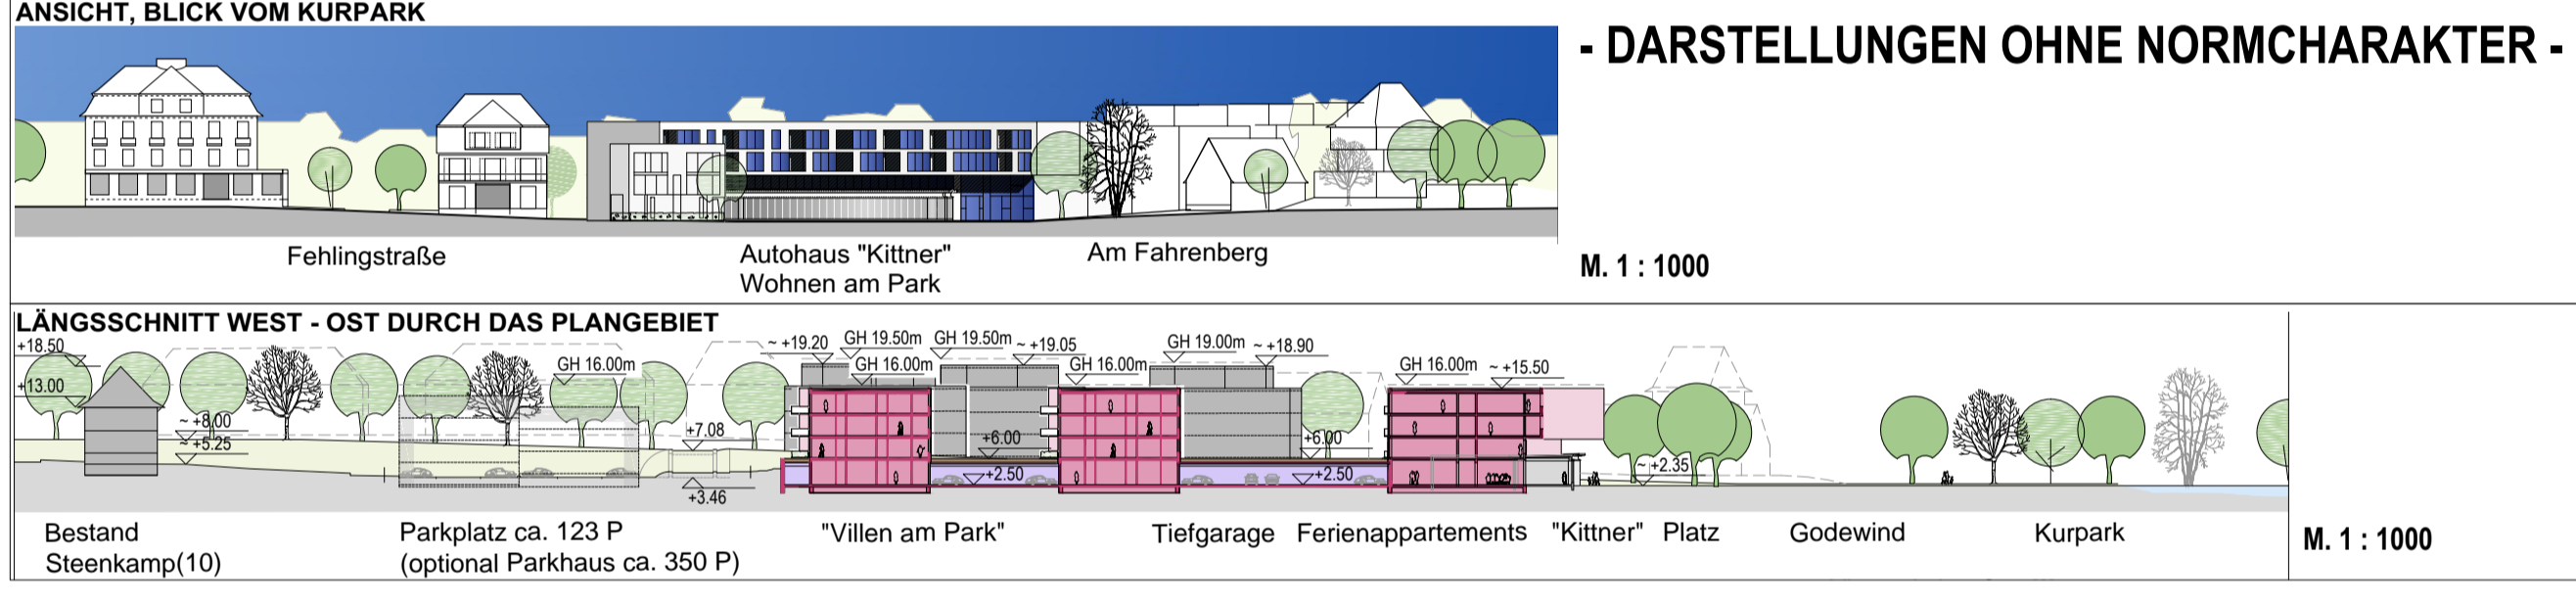 ANSICHT, BLICK VOM KURPARK
- DARSTELLUNGEN OHNE NORMCHARAKTER -
Fehlingstraße
Autohaus "Kittner"
Wohnen am Park
Am Fahrenberg
M. 1 : 1000
LÄNGSSCHNITT WEST - OST DURCH DAS PLANGEBIET
+18.50
+13.00
~ +8.00
~ +5.25
GH 16.00m
+7.08
+3.46
~ +19.20
GH 19.50m
GH 16.00m
GH 19.50m
~ +19.05
GH 16.00m
GH 19.00m
~ +18.90
GH 16.00m
~ +15.50
+6.00
+2.50
+6.00
+2.50
~ +2.35
Bestand
Steenkamp(10)
Parkplatz ca. 123 P
(optional Parkhaus ca. 350 P)
"Villen am Park"
Tiefgarage
Ferienappartements
"Kittner"
Platz
Godewind
Kurpark
M. 1 : 1000